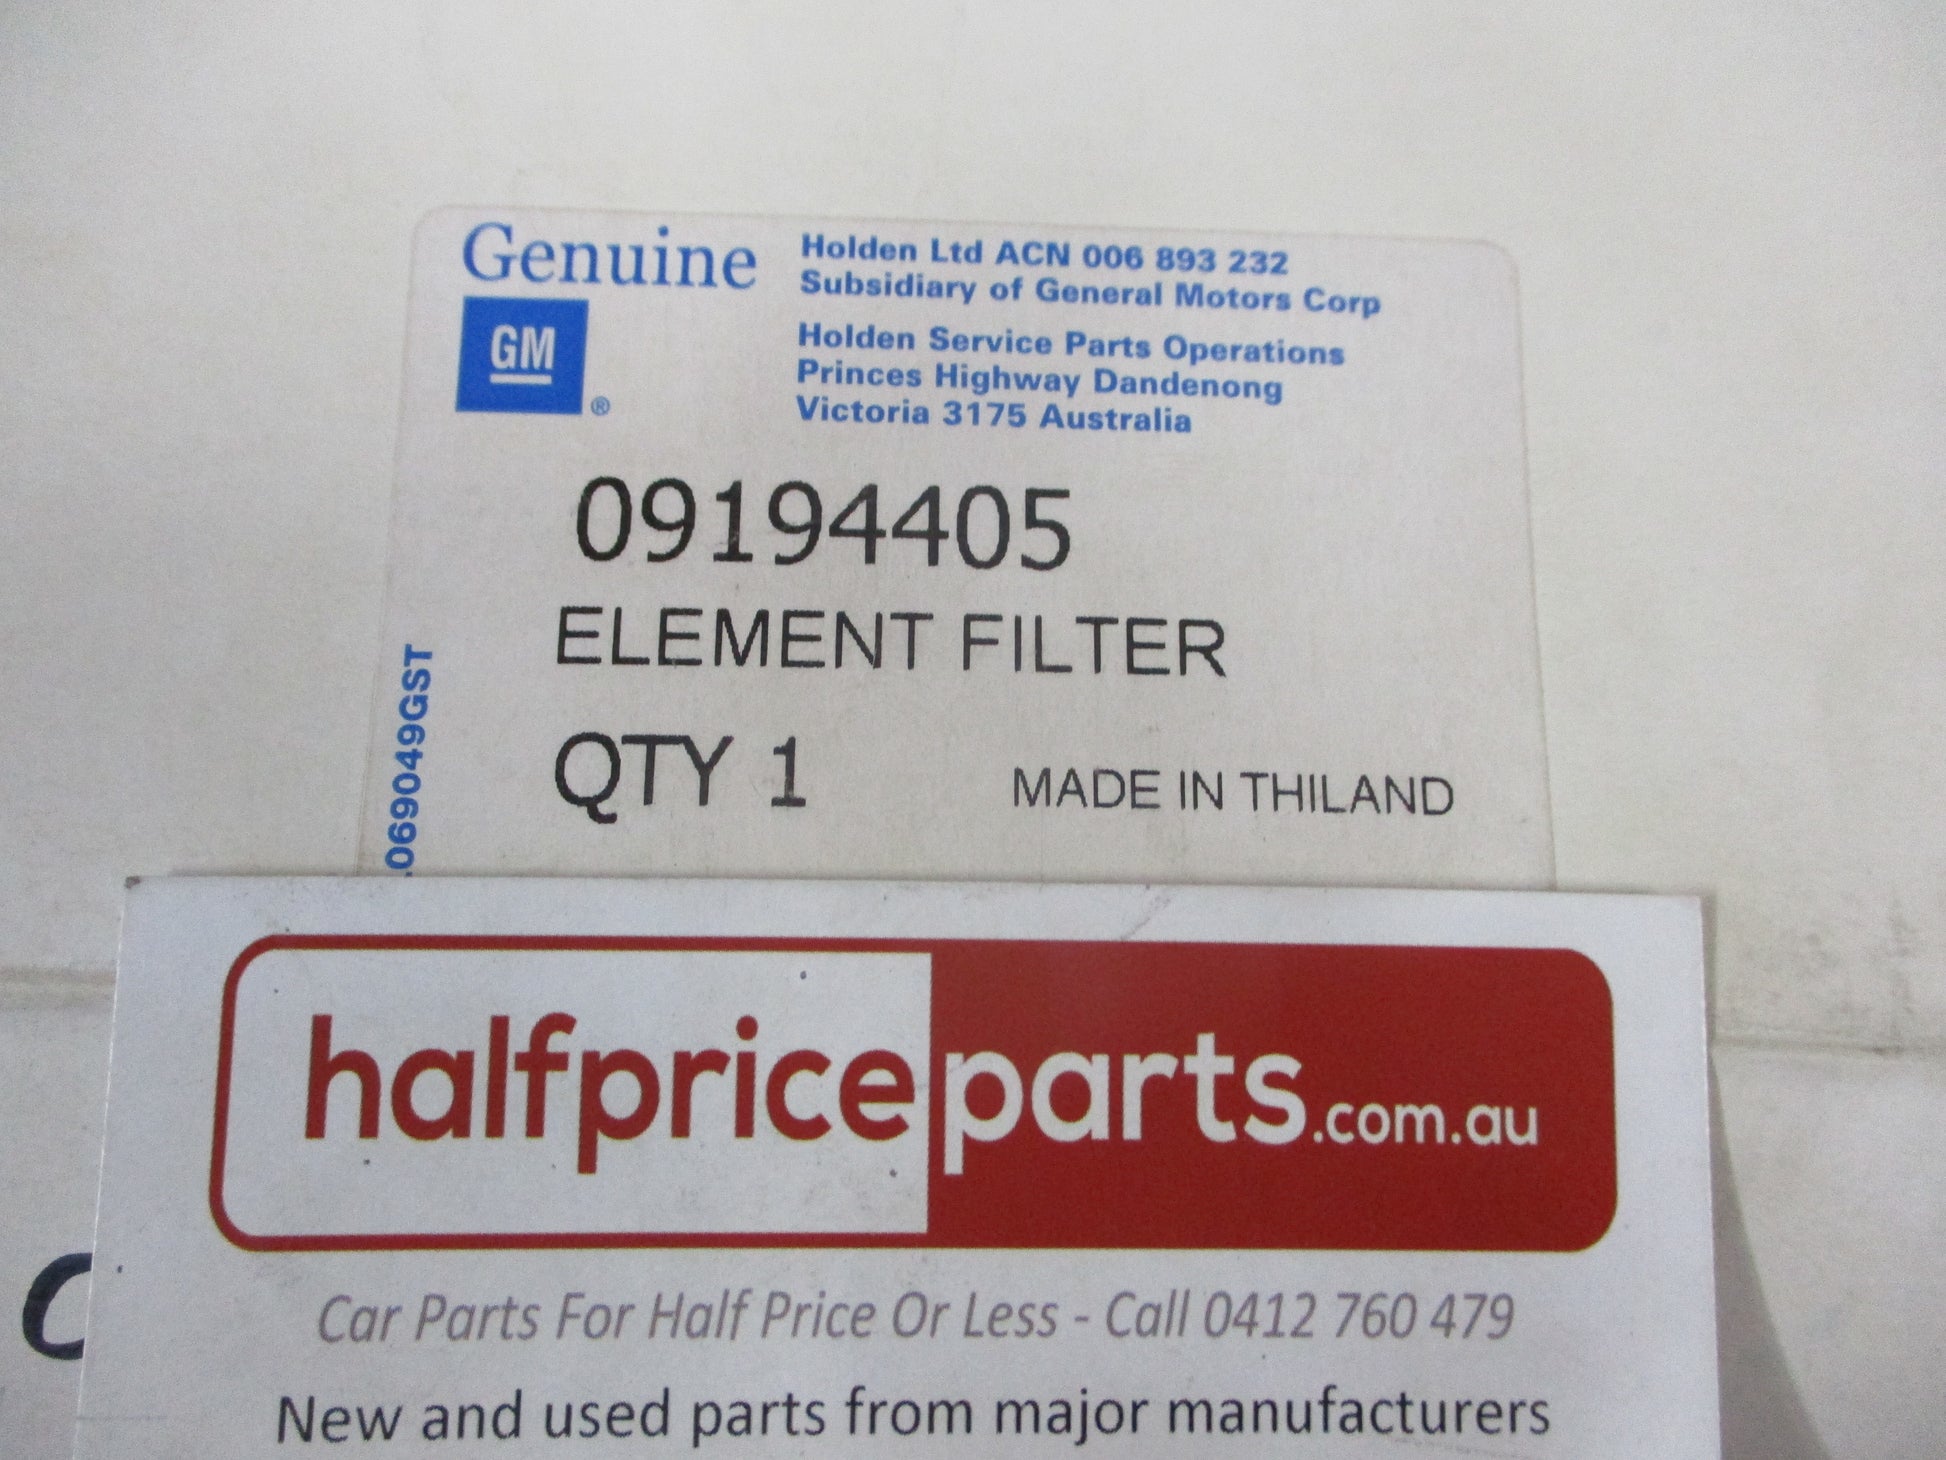 Genuine
GM
®
Holden Ltd ACN 006 893 232
Subsidiary of General Motors Corp
Holden Service Parts Operations
Princes Highway Dandenong
Victoria 3175 Australia
09194405
ELEMENT FILTER
QTY 1
MADE IN THILAND
.069049GST
halfpriceparts.com.au
Car Parts For Half Price Or Less - Call 0412 760 479
New and used parts from major manufacturers